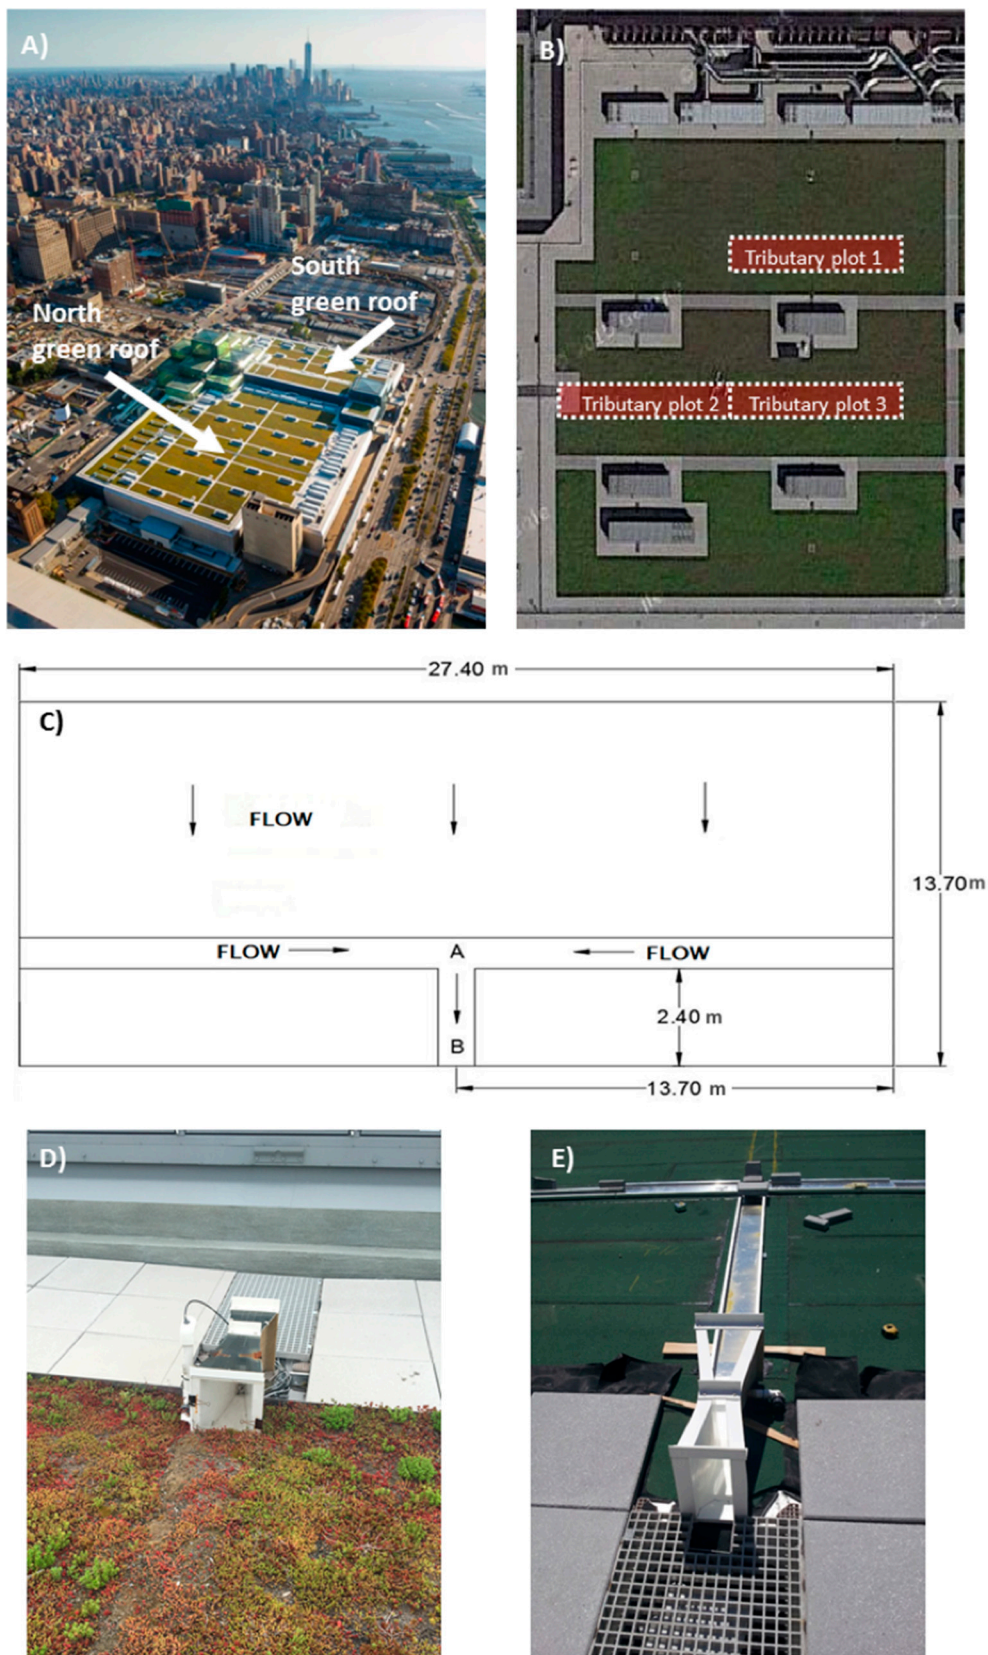 A)
South
green roof
North
green roof
B)
Tributary plot 1
Tributary plot 2
Tributary plot 3
27.40 m
C)
FLOW
13.70m
FLOW
A
FLOW
2.40 m
B
13.70 m
D)
E)